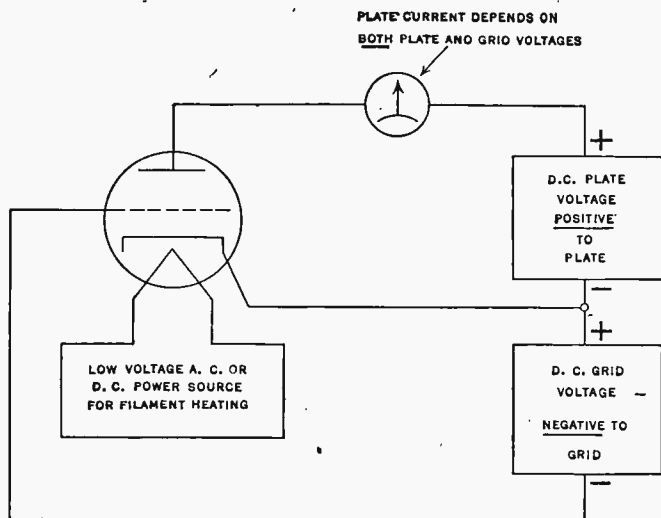 PLATE CURRENT DEPENDS ON
BOTH PLATE AND GRID VOLTAGES
+
D.C. PLATE
VOLTAGE
POSITIVE
TO
PLATE
−
+
LOW VOLTAGE A. C. OR
D. C. POWER SOURCE
FOR FILAMENT HEATING
D. C. GRID
VOLTAGE
NEGATIVE TO
GRID
−